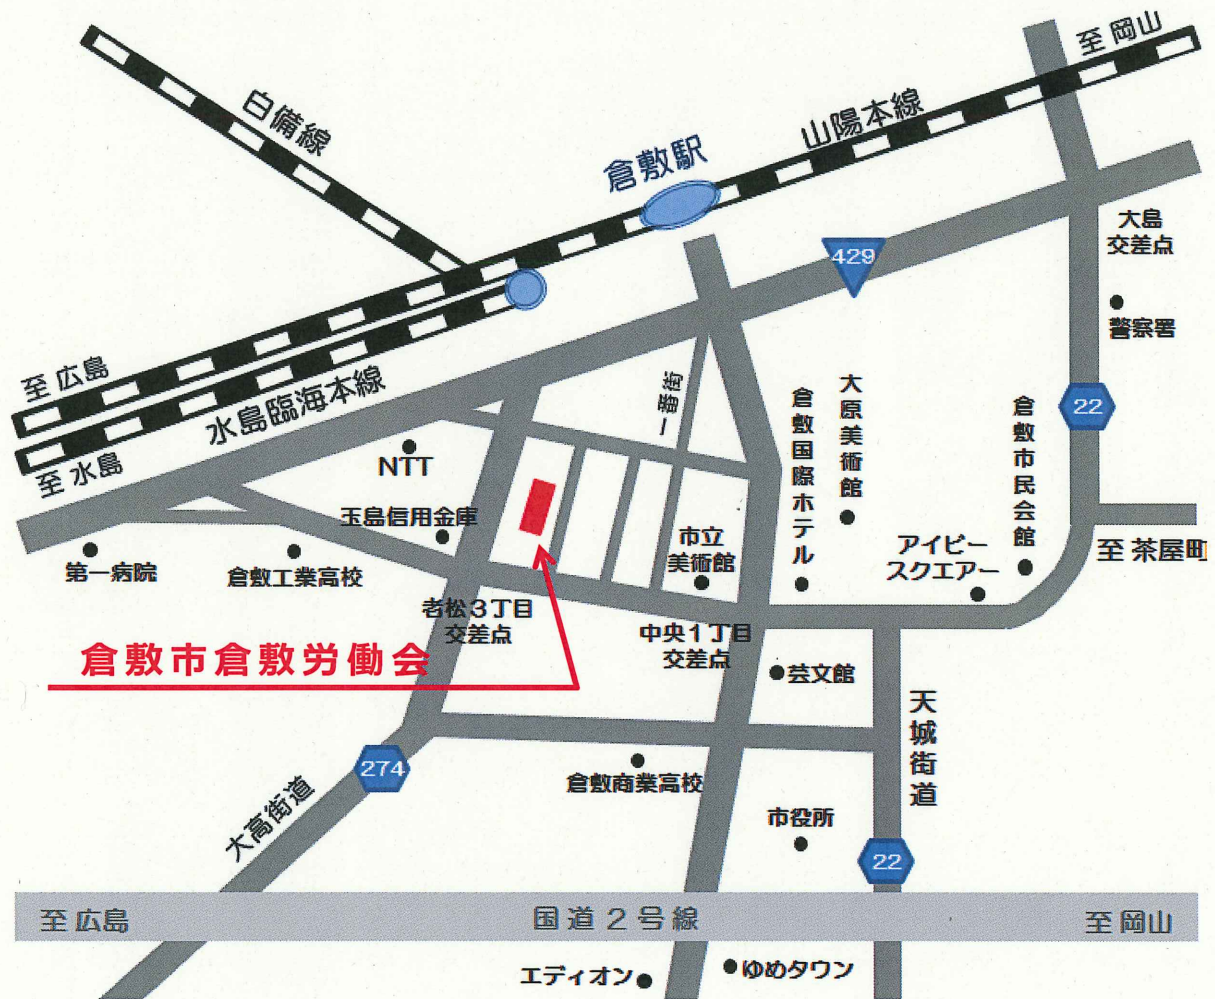 至 岡山
山陽本線
白備線
倉敷駅
大島
交差点
429
警察署
至 広島
水島臨海本線
至 水島
一番街
大原美術館
倉敷国際ホテル
倉敷市民会館
22
NTT
玉島信用金庫
市立
美術館
アイビー
スクエアー
至 茶屋町
第一病院
倉敷工業高校
老松3丁目
交差点
中央1丁目
交差点
倉敷市倉敷労働会
芸文館
天城街道
274
倉敷商業高校
大高街道
市役所
22
至 広島
国道2号線
至 岡山
エディオン
ゆめタウン